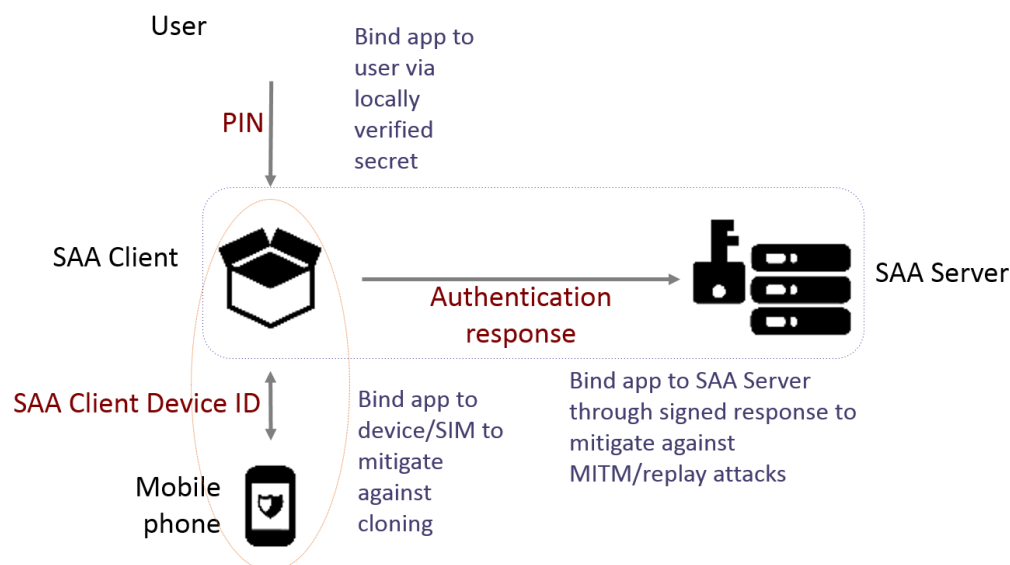 User
Bind app to
user via
locally
verified
secret
PIN
SAA Client
Authentication
response
SAA Server
SAA Client Device ID
Bind app to
device/SIM to
mitigate
against
cloning
Bind app to SAA Server
through signed response to
mitigate against
MITM/replay attacks
Mobile
phone